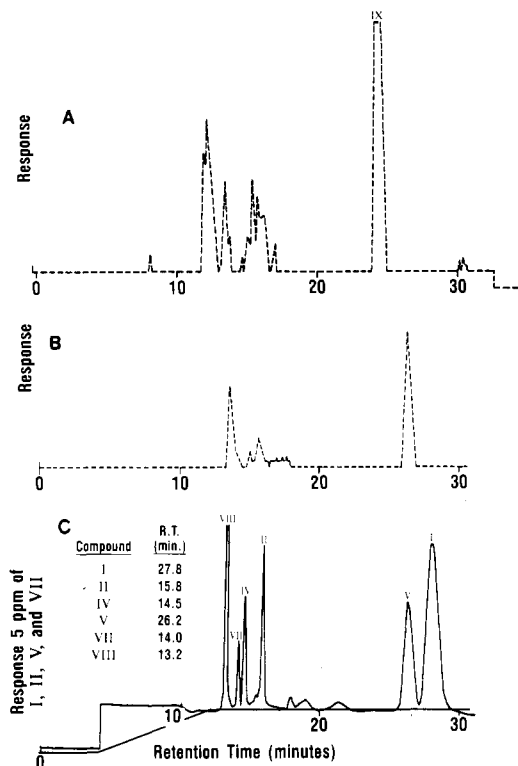 IX
A
Response
0 10 20 30
B
Response
0 10 20 30
C
VIII
II
IV
VII
V
I
R.T.
Compound (min.)
I 27.8
II 15.8
IV 14.5
V 26.2
VII 14.0
VIII 13.2
Response 5 ppm of
I, II, V, and VII
0 10 20 30
Retention Time (minutes)